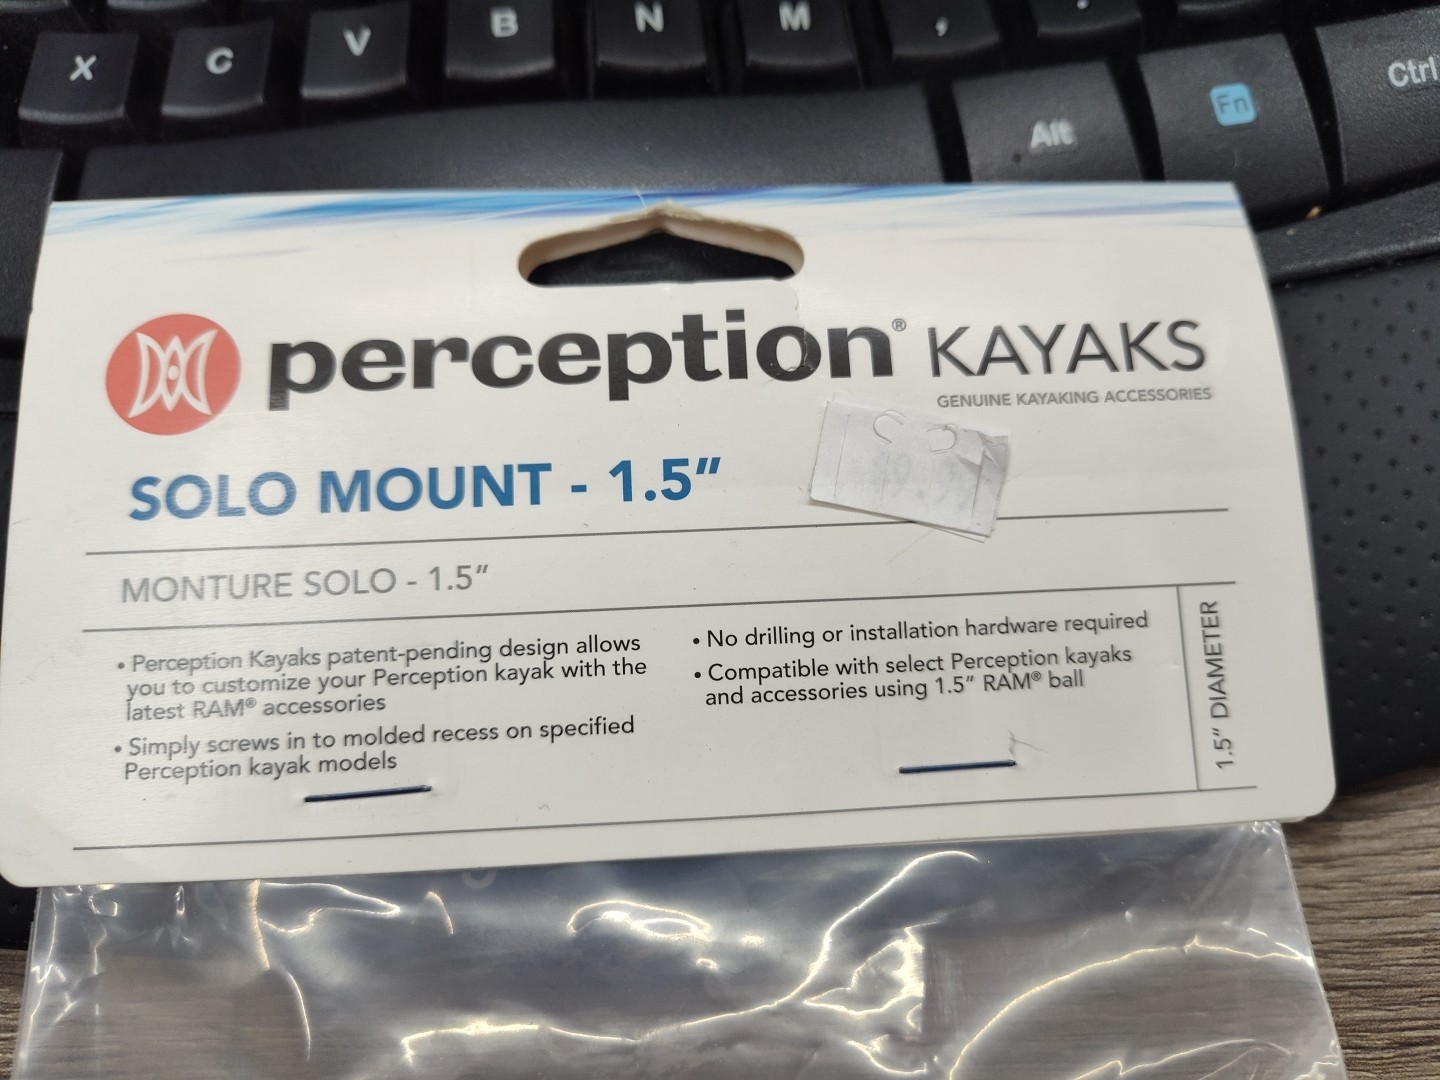 X C V B N M ,
Alt Fn Ctrl
perception® KAYAKS
GENUINE KAYAKING ACCESSORIES
SOLO MOUNT - 1.5"
MONTURE SOLO - 1.5"
• Perception Kayaks patent-pending design allows
you to customize your Perception kayak with the
latest RAM® accessories
• Simply screws in to molded recess on specified
Perception kayak models
• No drilling or installation hardware required
• Compatible with select Perception kayaks
and accessories using 1.5" RAM® ball
1.5" DIAMETER